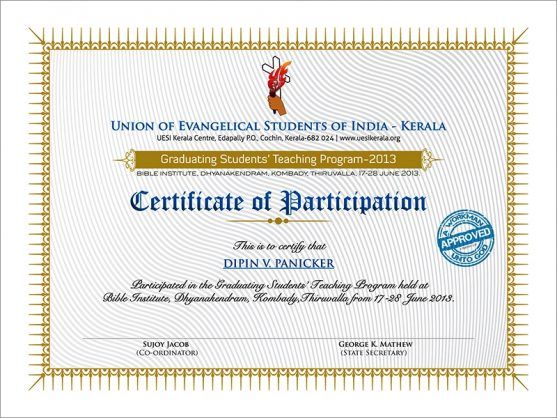 UNION OF EVANGELICAL STUDENTS OF INDIA - KERALA
UESI Kerala Centre, Edapally P.O., Cochin, Kerala-682 024 | www.uesikerala.org
Graduating Students' Teaching Program-2013
BIBLE INSTITUTE, DHYANAKENDRAM, KOMBADY, THIRUVALLA. 17-28 JUNE 2013.
Certificate of Participation
This is to certify that
DIPIN V. PANICKER
A WORKMAN
APPROVED
UNTO GOD
Participated in the Graduating Students' Teaching Program held at
Bible Institute, Dhyanakendram, Kombady,Thiruvalla from 17-28 June 2013.
SUJOY JACOB
(CO-ORDINATOR)
GEORGE K. MATHEW
(STATE SECRETARY)